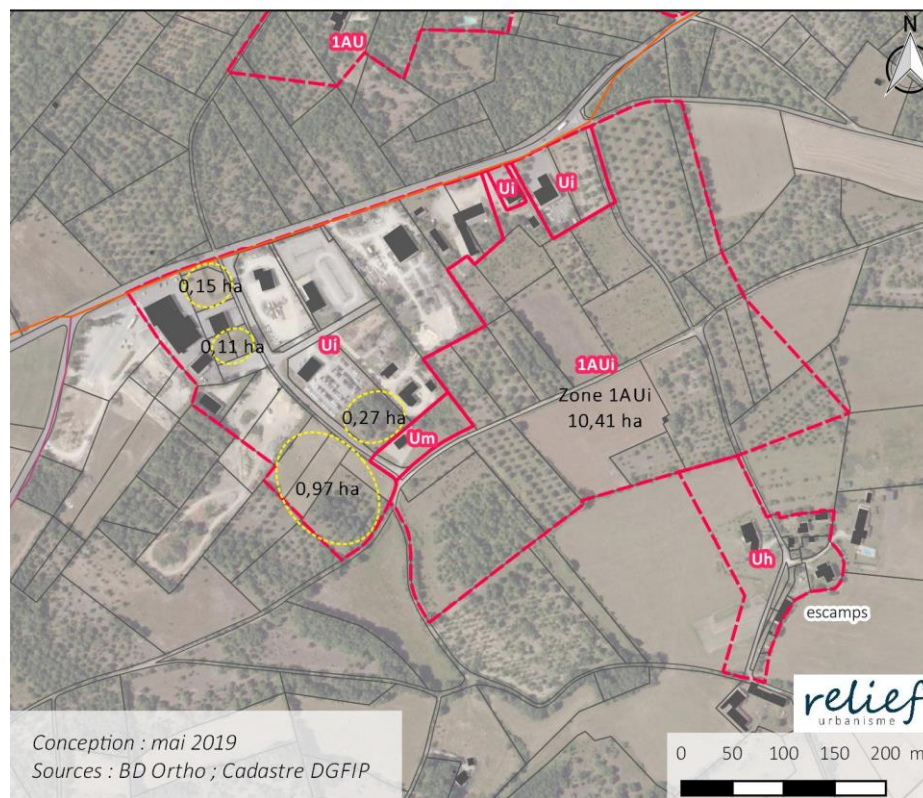 1AU
N
Ui
Ui
0,15 ha
0,11 ha
Ui
1AUi
Zone 1AUi
10,41 ha
0,27 ha
Um
0,97 ha
Uh
escamps
relief
urbanisme
Conception : mai 2019
Sources : BD Ortho ; Cadastre DGFIP
0 50 100 150 200 m